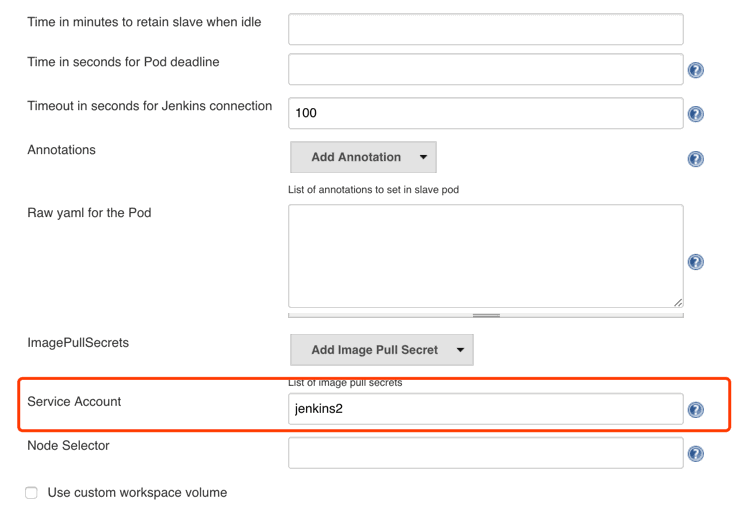 Time in minutes to retain slave when idle
Time in seconds for Pod deadline
Timeout in seconds for Jenkins connection
100
Annotations
Add Annotation
List of annotations to set in slave pod
Raw yaml for the Pod
ImagePullSecrets
Add Image Pull Secret
List of image pull secrets
Service Account
jenkins2
Node Selector
Use custom workspace volume